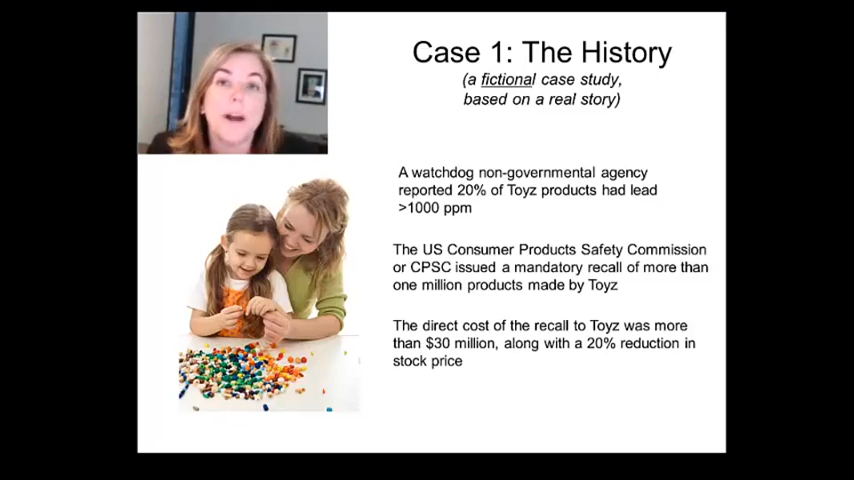 Case 1: The History
(a fictional case study,
based on a real story)
A watchdog non-governmental agency
reported 20% of Toyz products had lead
>1000 ppm
The US Consumer Products Safety Commission
or CPSC issued a mandatory recall of more than
one million products made by Toyz
The direct cost of the recall to Toyz was more
than $30 million, along with a 20% reduction in
stock price